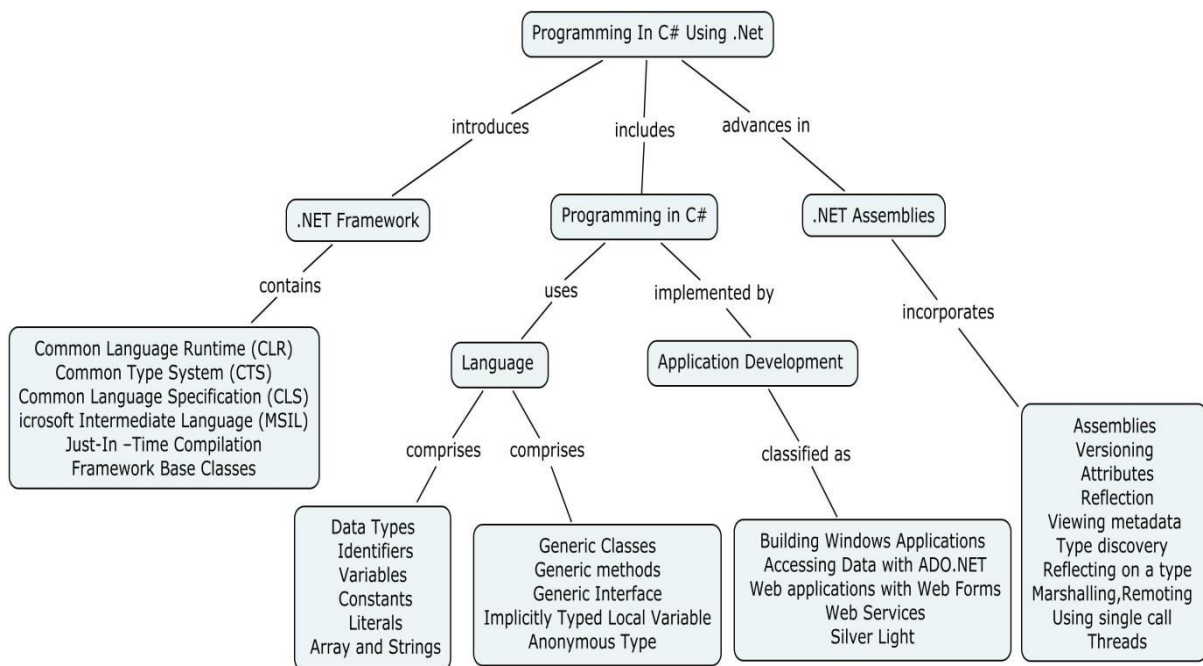 Programming In C# Using .Net
introduces
includes
advances in
.NET Framework
Programming in C#
.NET Assemblies
contains
uses
implemented by
incorporates
Common Language Runtime (CLR)
Common Type System (CTS)
Common Language Specification (CLS)
icrosoft Intermediate Language (MSIL)
Just-In –Time Compilation
Framework Base Classes
Language
Application Development
comprises
comprises
classified as
Data Types
Identifiers
Variables
Constants
Literals
Array and Strings
Generic Classes
Generic methods
Generic Interface
Implicitly Typed Local Variable
Anonymous Type
Building Windows Applications
Accessing Data with ADO.NET
Web applications with Web Forms
Web Services
Silver Light
Assemblies
Versioning
Attributes
Reflection
Viewing metadata
Type discovery
Reflecting on a type
Marshalling,Remoting
Using single call
Threads